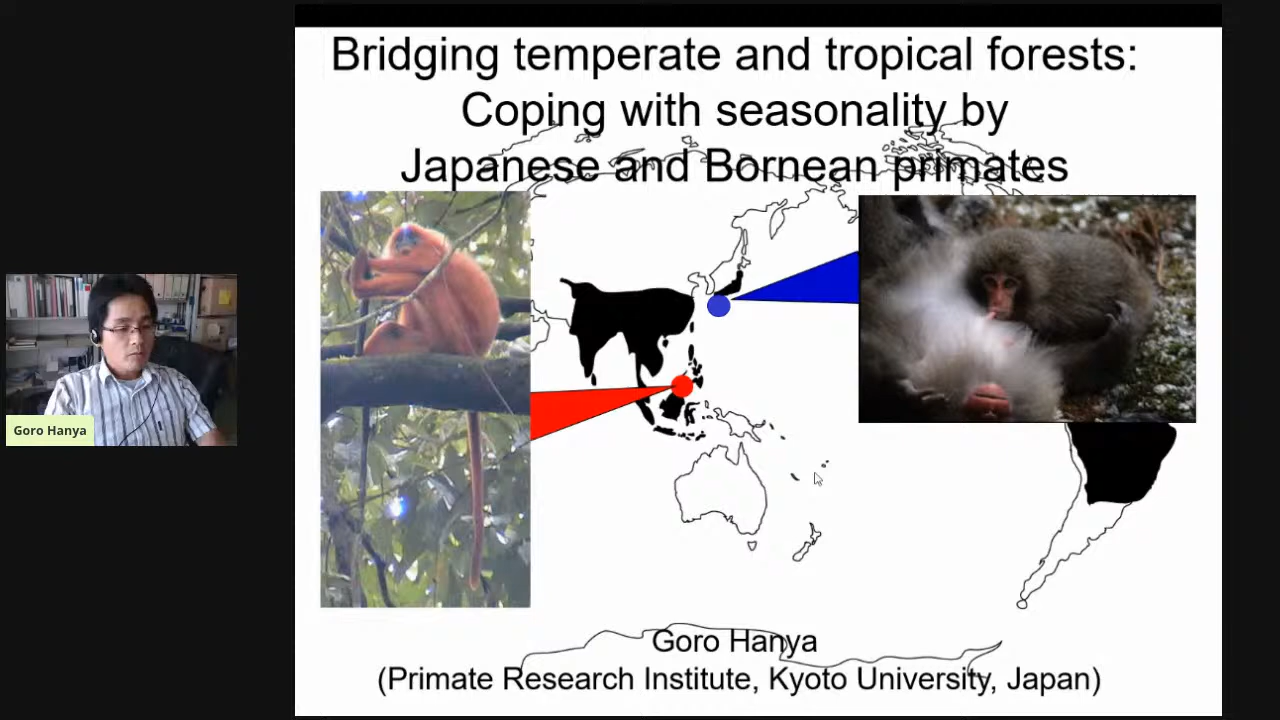 Bridging temperate and tropical forests:
Coping with seasonality by
Japanese and Bornean primates
Goro Hanya
Goro Hanya
(Primate Research Institute, Kyoto University, Japan)